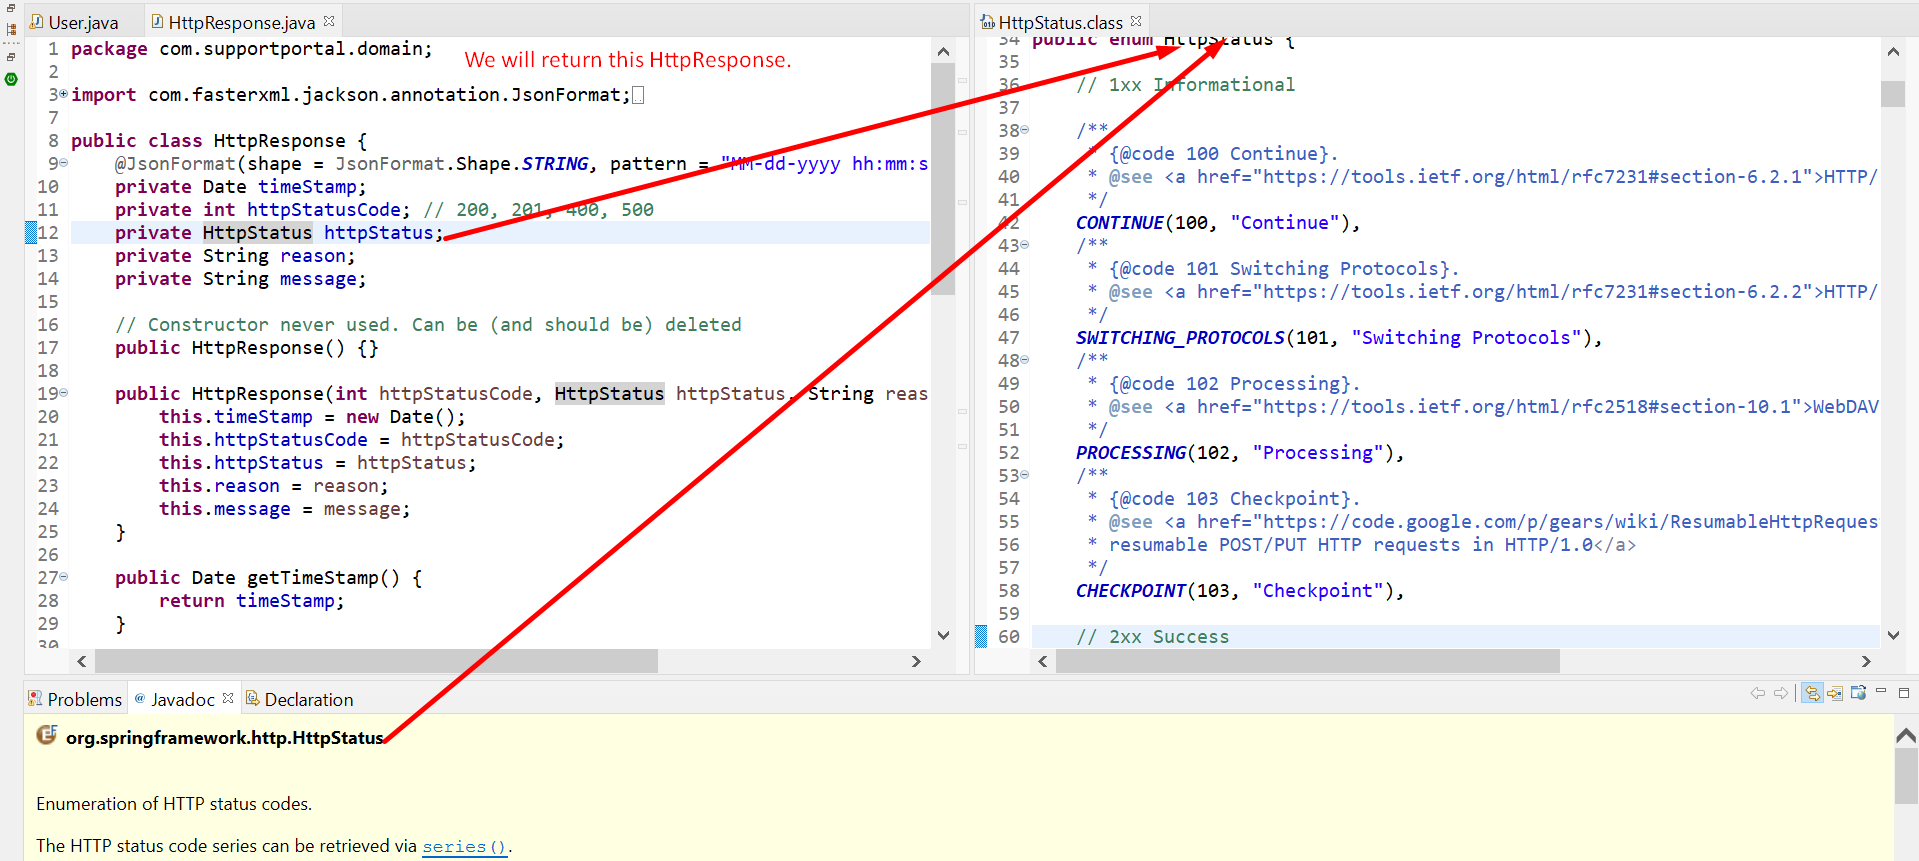 User.java
HttpResponse.java
1 package com.supportportal.domain;
We will return this HttpResponse.
2
3 import com.fasterxml.jackson.annotation.JsonFormat;
7
8 public class HttpResponse {
9     @JsonFormat(shape = JsonFormat.Shape.STRING, pattern = "MM-dd-yyyy hh:mm:s
10     private Date timeStamp;
11     private int httpStatusCode; // 200, 201, 400, 500
12     private HttpStatus httpStatus;
13     private String reason;
14     private String message;
15
16     // Constructor never used. Can be (and should be) deleted
17     public HttpResponse() {}
18
19     public HttpResponse(int httpStatusCode, HttpStatus httpStatus, String reas
20         this.timeStamp = new Date();
21         this.httpStatusCode = httpStatusCode;
22         this.httpStatus = httpStatus;
23         this.reason = reason;
24         this.message = message;
25     }
26
27     public Date getTimeStamp() {
28         return timeStamp;
29     }
30
HttpStatus.class
34 public enum HttpStatus {
35
36     // 1xx Informational
37
38     /**
39      * {@code 100 Continue}.
40      * @see <a href="https://tools.ietf.org/html/rfc7231#section-6.2.1">HTTP/
41      */
42     CONTINUE(100, "Continue"),
43     /**
44      * {@code 101 Switching Protocols}.
45      * @see <a href="https://tools.ietf.org/html/rfc7231#section-6.2.2">HTTP/
46      */
47     SWITCHING_PROTOCOLS(101, "Switching Protocols"),
48     /**
49      * {@code 102 Processing}.
50      * @see <a href="https://tools.ietf.org/html/rfc2518#section-10.1">WebDAV
51      */
52     PROCESSING(102, "Processing"),
53     /**
54      * {@code 103 Checkpoint}.
55      * @see <a href="https://code.google.com/p/gears/wiki/ResumableHttpReques
56      * resumable POST/PUT HTTP requests in HTTP/1.0</a>
57      */
58     CHECKPOINT(103, "Checkpoint"),
59
60     // 2xx Success
Problems
@ Javadoc
Declaration
org.springframework.http.HttpStatus
Enumeration of HTTP status codes.
The HTTP status code series can be retrieved via series().